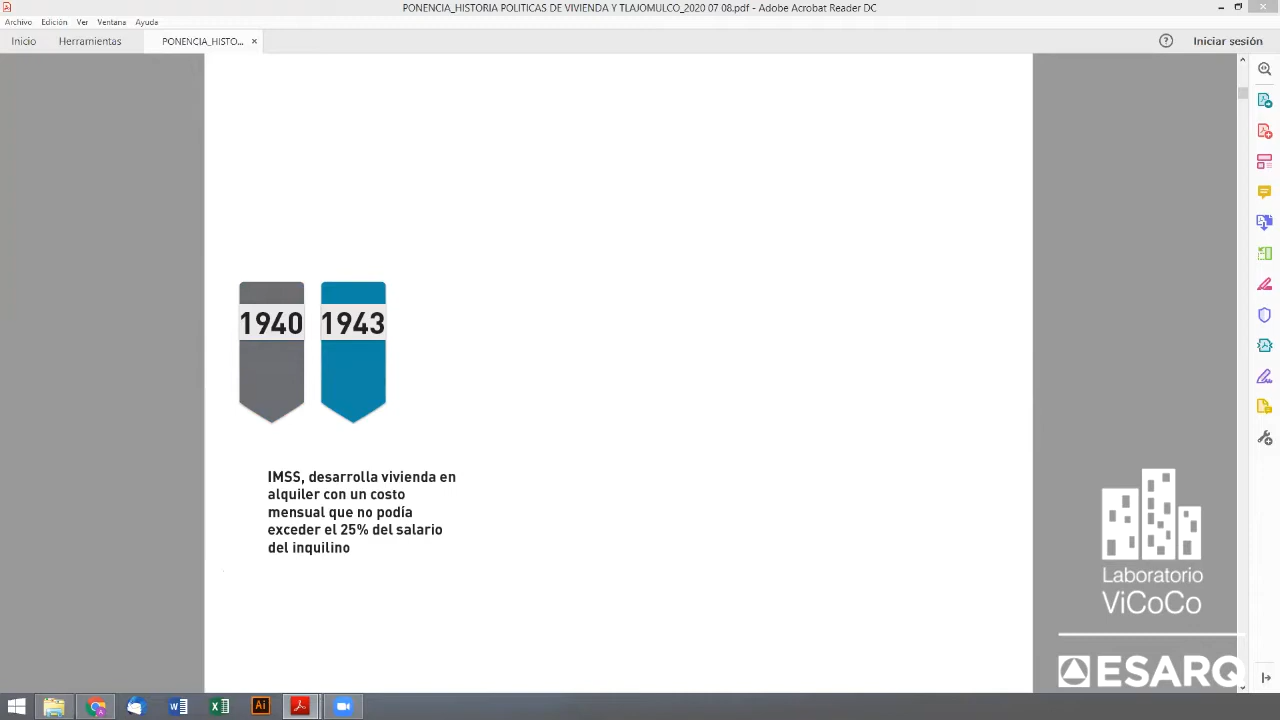 PONENCIA_HISTORIA POLITICAS DE VIVIENDA Y TLAJOMULCO_2020 07 08.pdf - Adobe Acrobat Reader DC
Archivo Edición Ver Ventana Ayuda
Inicio Herramientas PONENCIA_HISTO... × Iniciar sesión
1940 1943
IMSS, desarrolla vivienda en
alquiler con un costo
mensual que no podía
exceder el 25% del salario
del inquilino
Laboratorio
ViCoCo
ESARQ